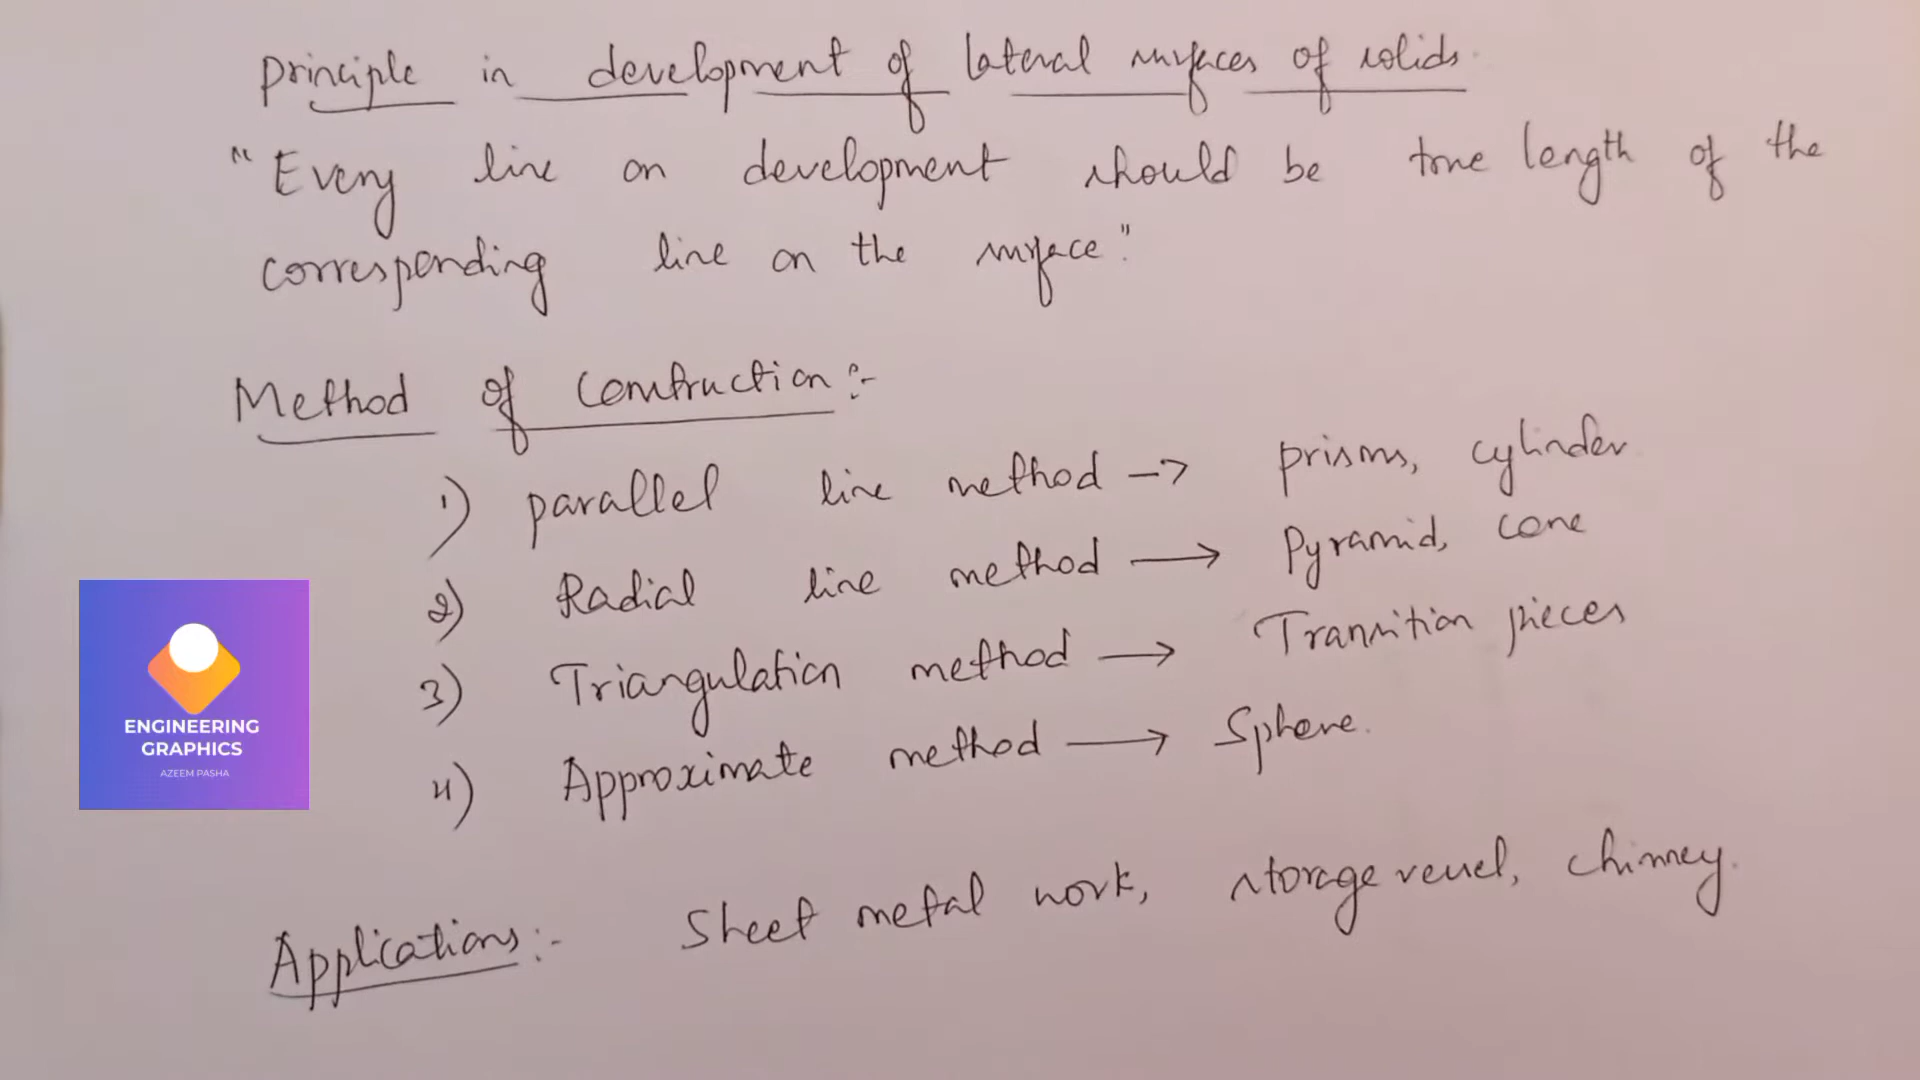 Principle in development of lateral surfaces of solids.
"Every line on development should be true length of the
corresponding line on the surface".
Method of Construction :-
1) parallel line method -> prisms, cylinder
2) Radial line method → Pyramid, cone
3) Triangulation method → Transition pieces
4) Approximate method → Sphere.
Applications :- Sheet metal work, storage vessel, chimney.
ENGINEERING
GRAPHICS
AZEEM PASHA